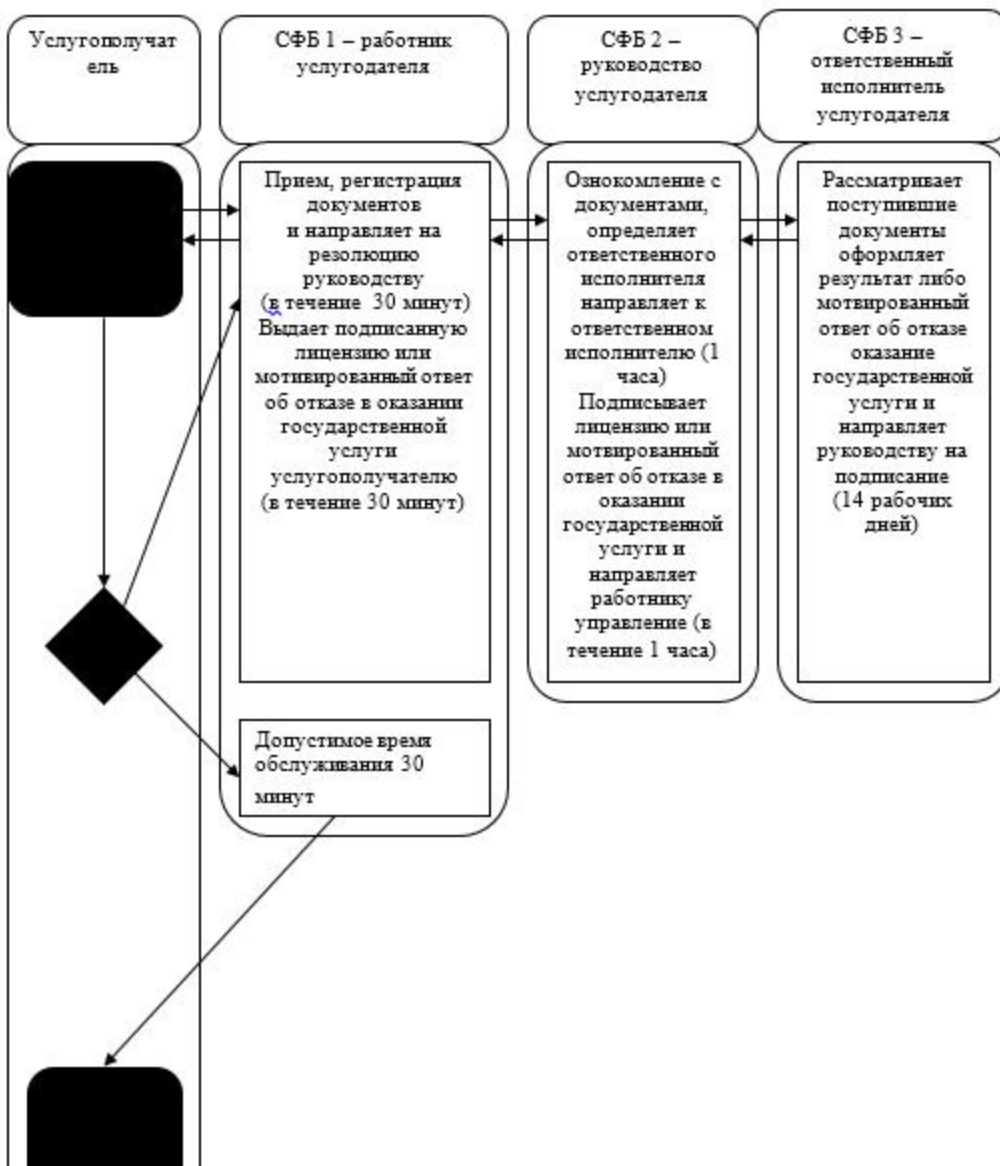 Услугополучат
ель
СФБ 1 – работник
услугодателя
СФБ 2 –
руководство
услугодателя
СФБ 3 –
ответственный
исполнитель
услугодателя
Прием, регистрация
документов
и направляет на
резолюцию
руководству
(в течение 30 минут)
Выдает подписанную
лицензию или
мотивированный ответ
об отказе в оказании
государственной
услуги
услугополучателю
(в течение 30 минут)
Ознокомление с
документами,
определяет
ответственного
исполнителя
направляет к
ответственном
исполнителю (1
часа)
Подписывает
лицензию или
мотвированный
ответ об отказе в
оказании
государственной
услуги и
направляет
работнику
управление (в
течение 1 часа)
Рассматривает
поступившие
документы
оформляет
результат либо
мотвированный
ответ об отказе
оказание
государственной
услуги и
направляет
руководству на
подписание
(14 рабочих
дней)
Допустимое время
обслуживания 30
минут